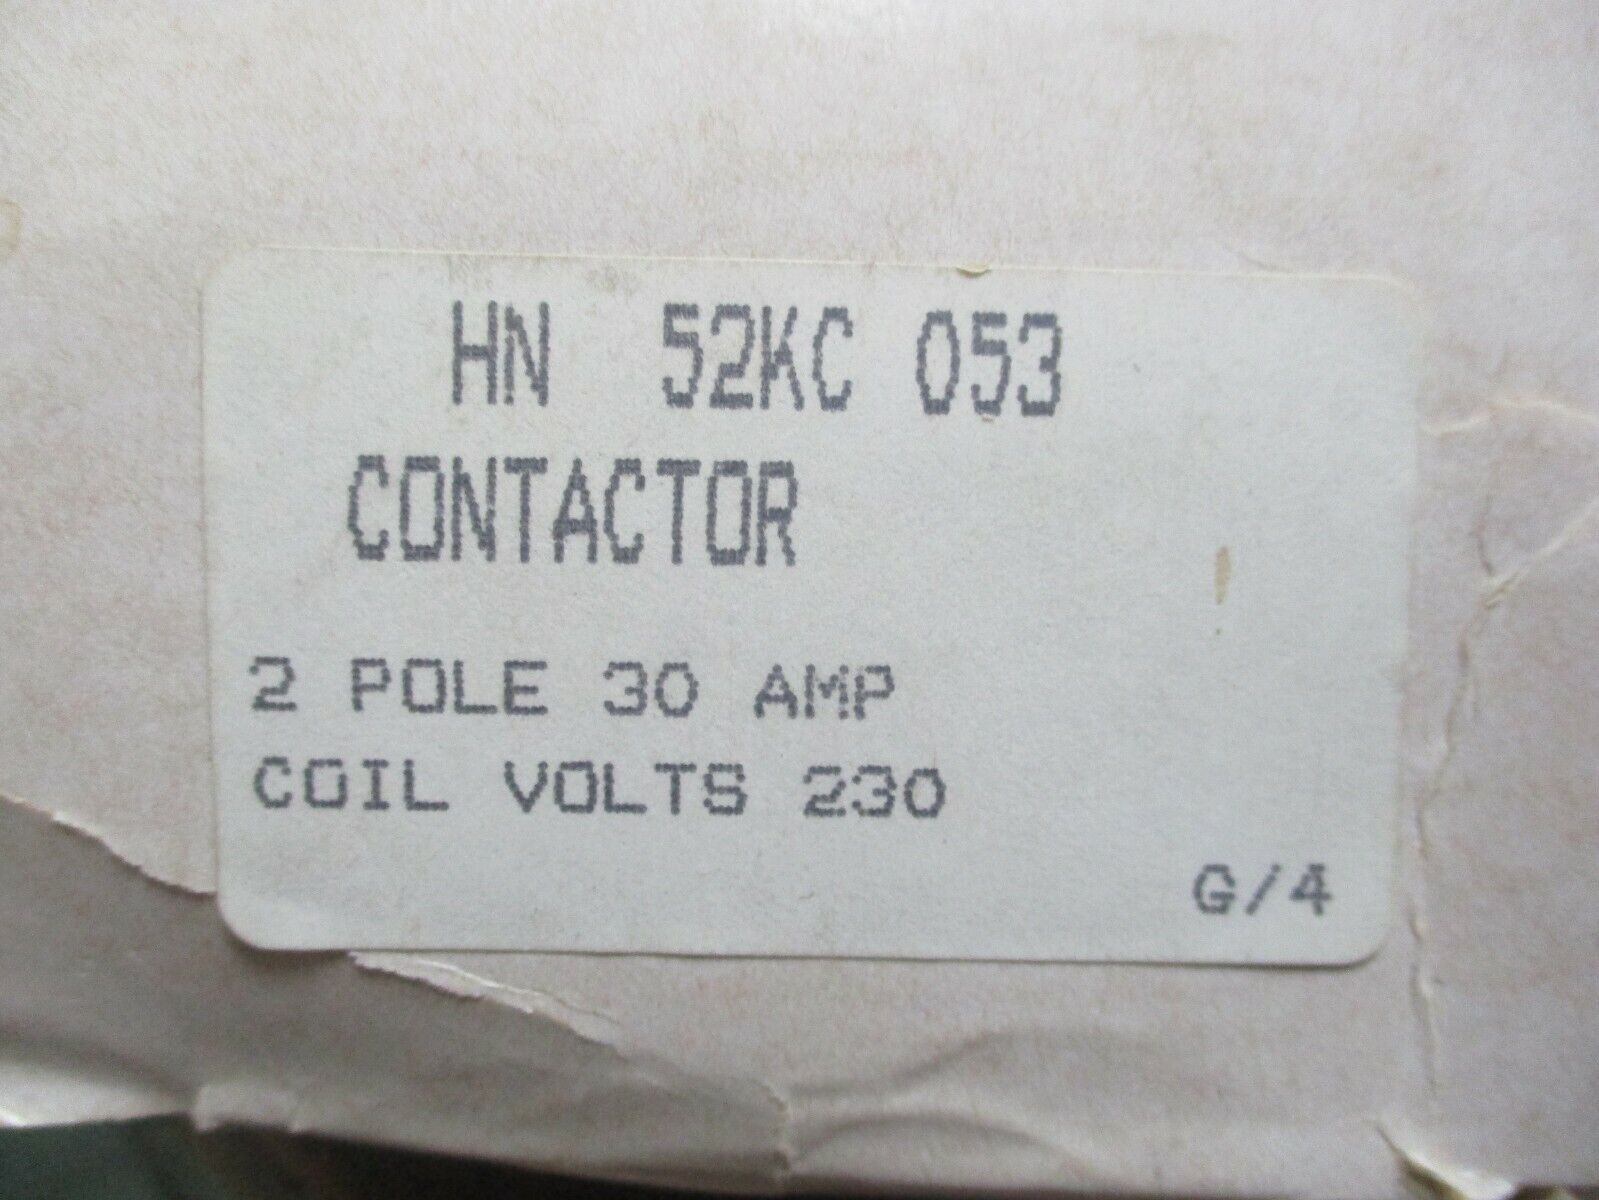 HN 52KC 053
CONTACTOR
2 POLE 30 AMP
COIL VOLTS 230
G/4